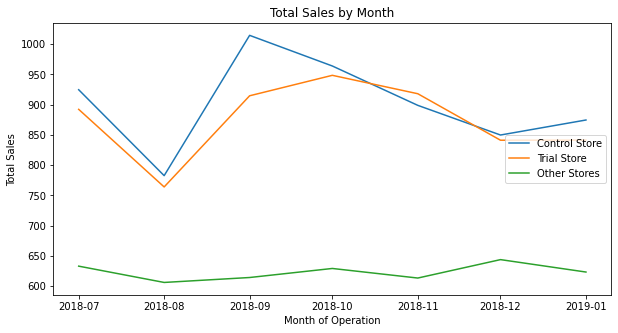 Total Sales by Month
Total Sales
1000
950
900
850
800
750
700
650
600
Control Store
Trial Store
Other Stores
2018-07 2018-08 2018-09 2018-10 2018-11 2018-12 2019-01
Month of Operation